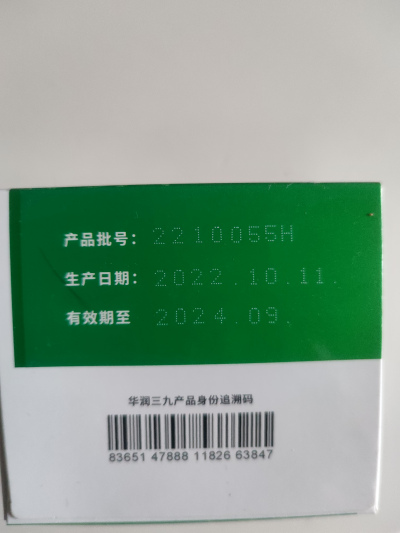 产品批号：2210055H
生产日期：2022.10.11.
有效期至 2024.09.
华润三九产品身份追溯码
83651 47888 11826 63847